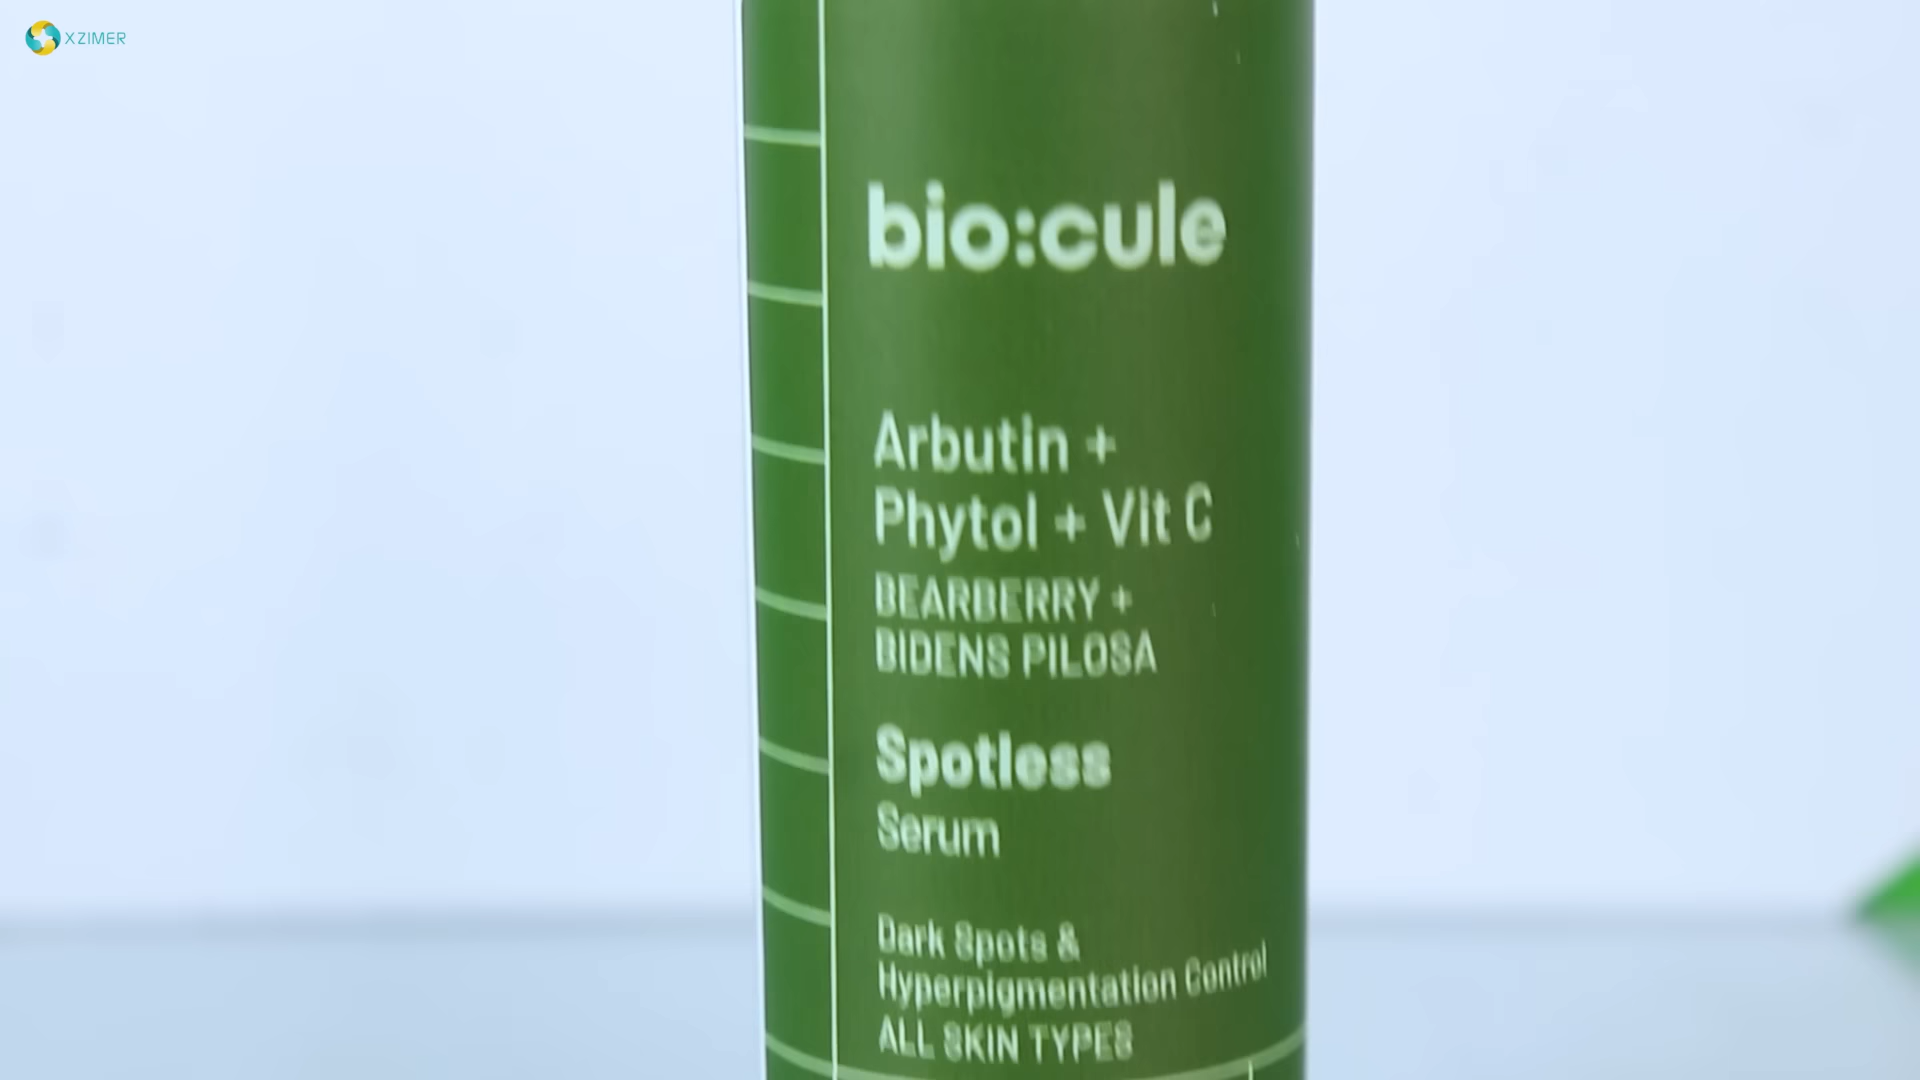 XZIMER
bio:cule
Arbutin +
Phytol + Vit C
BEARBERRY +
BIDENS PILOSA
Spotless
Serum
Dark Spots &
Hyperpigmentation Control
ALL SKIN TYPES